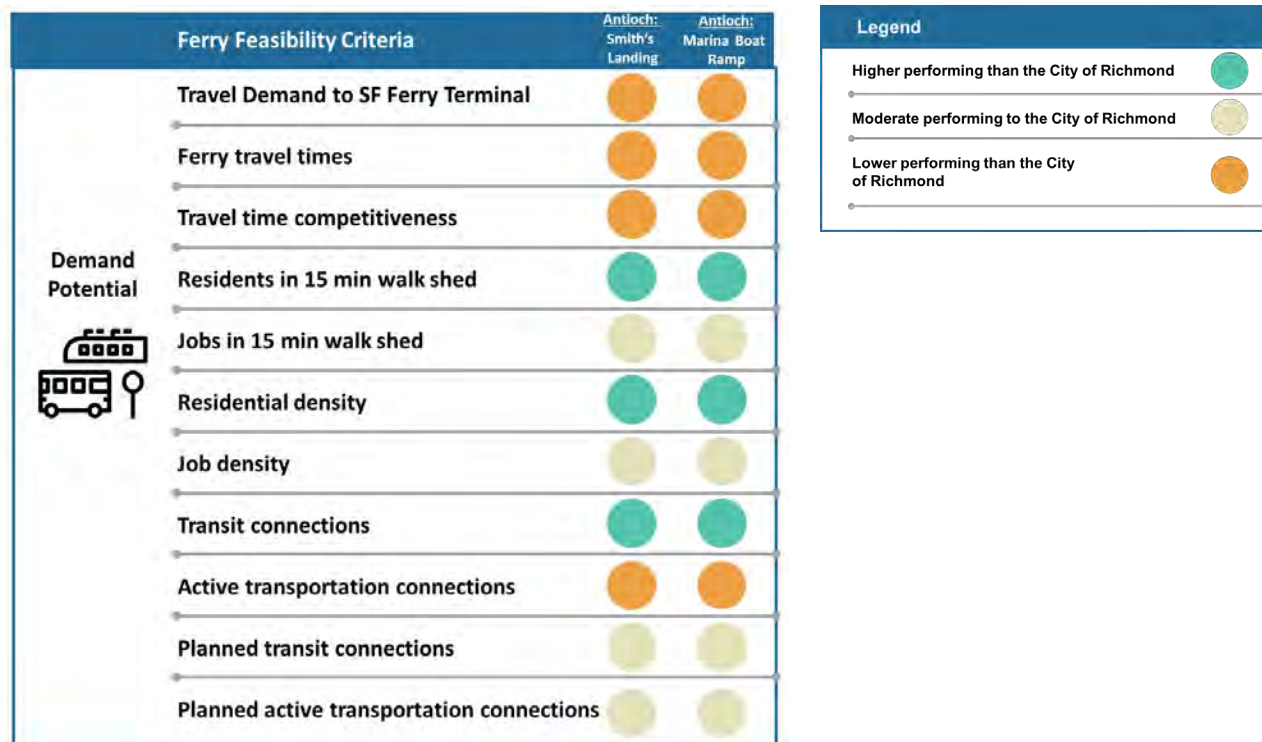 Ferry Feasibility Criteria
Antioch:
Smith's
Landing
Antioch:
Marina Boat
Ramp
Demand
Potential
Travel Demand to SF Ferry Terminal
Ferry travel times
Travel time competitiveness
Residents in 15 min walk shed
Jobs in 15 min walk shed
Residential density
Job density
Transit connections
Active transportation connections
Planned transit connections
Planned active transportation connections
Legend
Higher performing than the City of Richmond
Moderate performing to the City of Richmond
Lower performing than the City
of Richmond